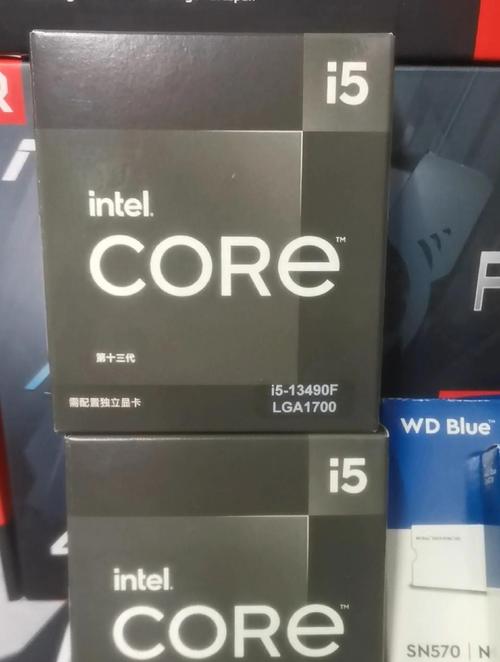 i5
intel.
CORe™
第十三代
需配置独立显卡
i5-13490F
LGA1700
WD Blue™
i5
intel.
CORe™
SN570 | N
R